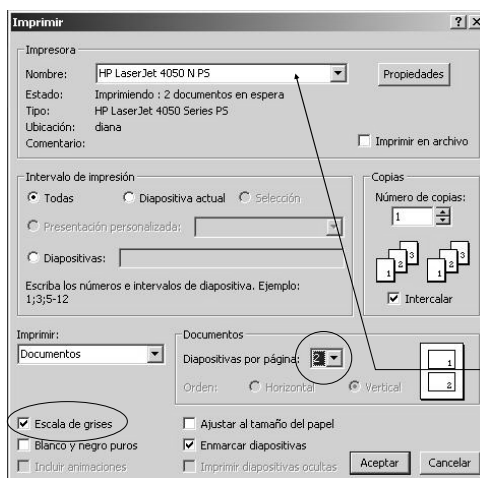 Imprimir
Impresora
Nombre: HP LaserJet 4050 N PS Propiedades
Estado: Imprimiendo : 2 documentos en espera
Tipo: HP LaserJet 4050 Series PS
Ubicación: diana
Comentario: Imprimir en archivo
Intervalo de impresión
Todas Diapositiva actual Selección
Presentación personalizada:
Diapositivas:
Escriba los números e intervalos de diapositiva. Ejemplo:
1;3;5-12
Copias
Número de copias:
1
1 2 3 1 2 3
Intercalar
Imprimir:
Documentos
Documentos
Diapositivas por página: 2
Orden: Horizontal Vertical
1
2
Escala de grises Ajustar al tamaño del papel
Blanco y negro puros Enmarcar diapositivas
Incluir animaciones Imprimir diapositivas ocultas Aceptar Cancelar